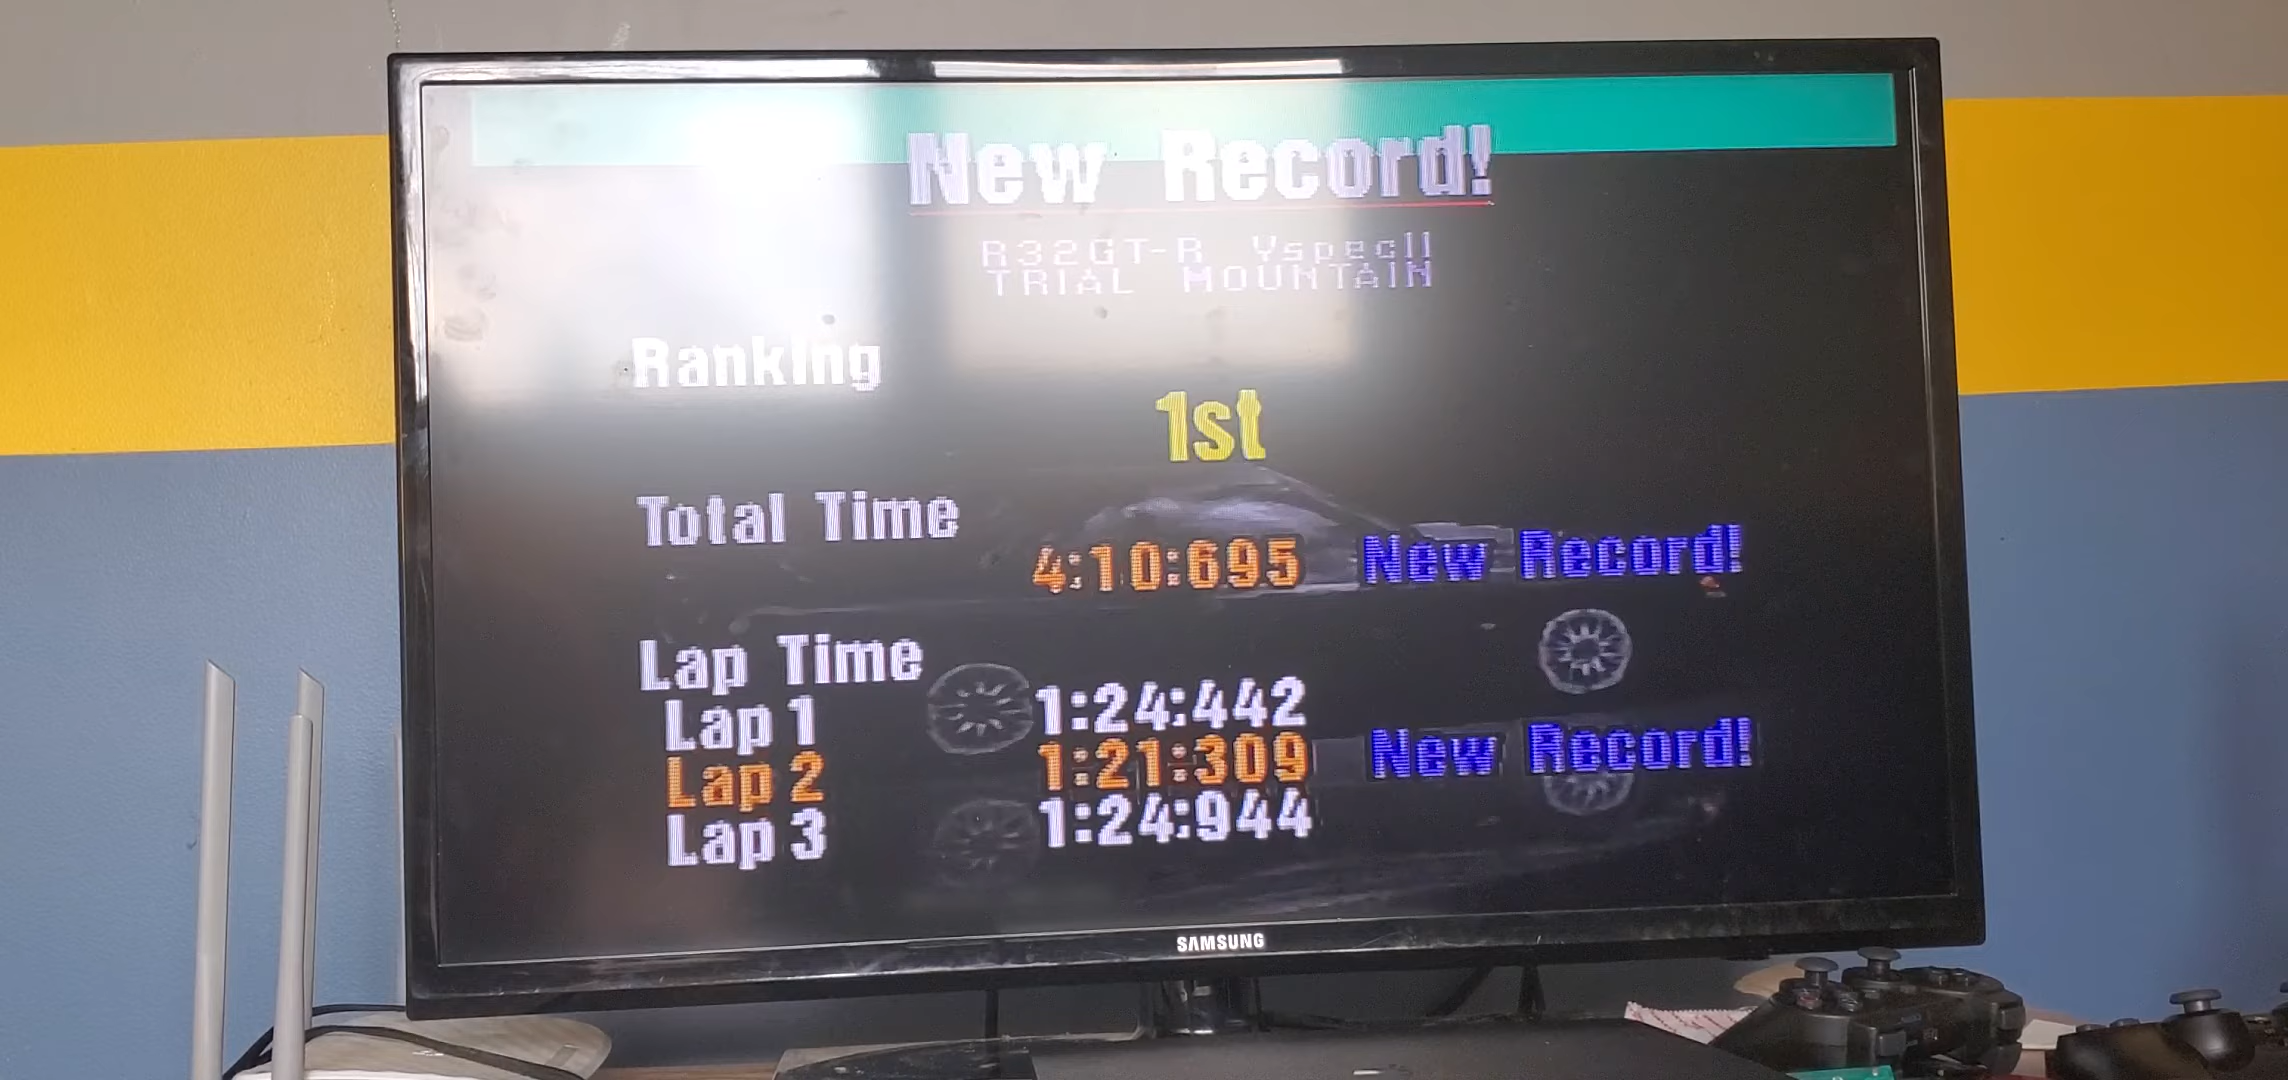 New Record!
R32GT-R VspecII
TRIAL MOUNTAIN
Ranking
1st
Total Time
4:10:695 New Record!
Lap Time
Lap 1 1:24:442
Lap 2 1:21:309 New Record!
Lap 3 1:24:944
SAMSUNG